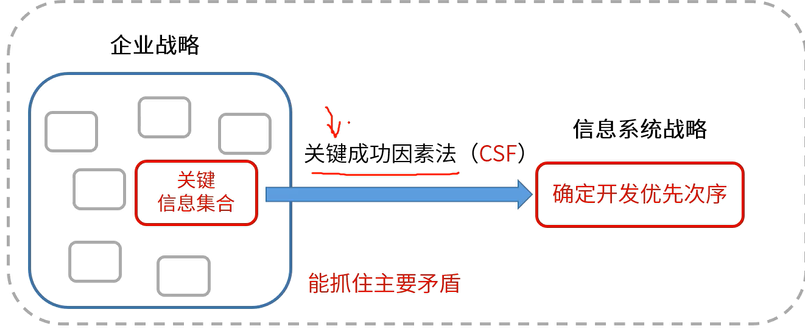 企业战略
关键
信息集合
关键成功因素法（CSF）
能抓住主要矛盾
信息系统战略
确定开发优先次序